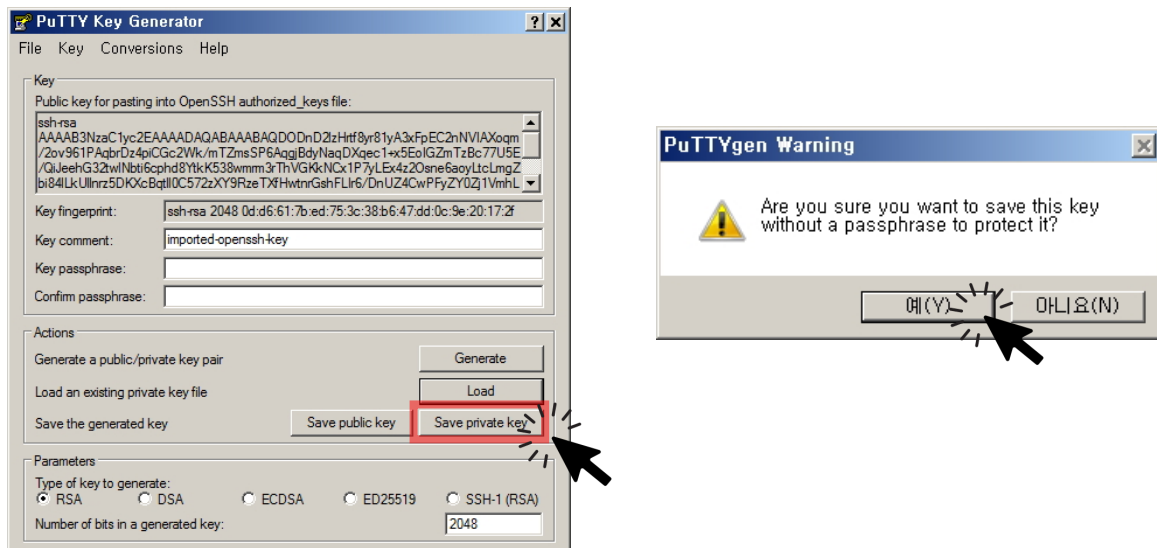 PuTTY Key Generator
File Key Conversions Help
Key
Public key for pasting into OpenSSH authorized_keys file:
ssh-rsa
AAAAB3NzaC1yc2EAAAADAQABAAABAQDODnD2IzHrtf8yr81yA3xFpEC2nNVIAXoqm
/2ov961PAqbrDz4piCGc2Wk/mTZmsSP6AqgjBdyNaqDXqec1+x5EoIGZmTzBc77U5E
/QiJeehG32twlNbti6cphd8YtkK538wmm3rThVGKkNCx1P7yLEx4z2Osne6aoyLtcLmgZ
bi84ILkUllnrz5DKXcBqtll0C572zXY9RzeTXfHwtnrGshFLlr6/DnUZ4CwPFyZY0Zj1VmhL
Key fingerprint: ssh-rsa 2048 0d:d6:61:7b:ed:75:3c:38:b6:47:dd:0c:9e:20:17:2f
Key comment: imported-openssh-key
Key passphrase:
Confirm passphrase:
Actions
Generate a public/private key pair Generate
Load an existing private key file Load
Save the generated key Save public key Save private key
Parameters
Type of key to generate:
RSA DSA ECDSA ED25519 SSH-1 (RSA)
Number of bits in a generated key: 2048
PuTTYgen Warning
Are you sure you want to save this key
without a passphrase to protect it?
예(Y) 아니요(N)